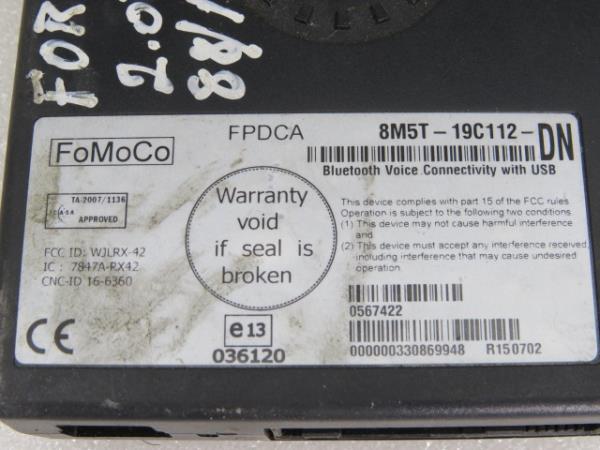 FOR
2.0
88/1
FoMoCo
FPDCA
8M5T-19C112-DN
Bluetooth Voice Connectivity with USB
TA-2007/1136
APPROVED
Warranty
void
if seal is
broken
This device complies with part 15 of the FCC rules
Operation is subject to the following two conditions
(1) This device may not cause harmful interference
and
(2) This device must accept any interference received
including interference that may cause undesired
operation.
FCC ID: WJLRX-42
IC : 7847A-RX42
CNC-ID 16-6360
CE
e13
036120
0567422
000000330869948 R150702